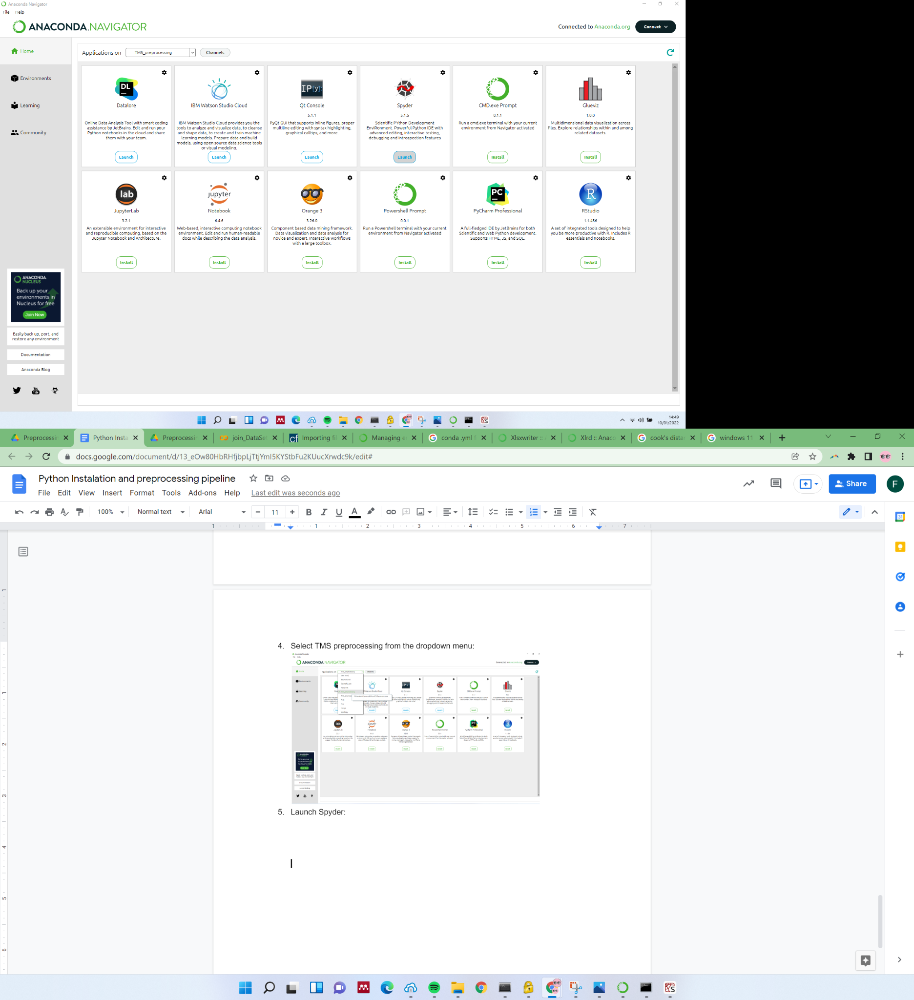 Anaconda Navigator
File Help
ANACONDA.NAVIGATOR
Connected to Anaconda.org Connect
Home
Environments
Learning
Community
Applications on TMS_preprocessing Channels
DL
Datalore
Online Data Analysis Tool with smart coding
assistance by JetBrains. Edit and run your
Python notebooks in the cloud and share
them with your team.
Launch
IBM Watson Studio Cloud
IBM Watson Studio Cloud provides you the
tools to analyze and visualize data, to cleanse
and shape data, to create and train machine
learning models. Prepare data and build
models, using open source data science tools
or visual modeling.
Launch
IP[y]:
Qt Console
5.1.1
PyQt GUI that supports inline figures, proper
multiline editing with syntax highlighting,
graphical calltips, and more.
Launch
Spyder
5.1.5
Scientific PYthon Development
EnviRonment. Powerful Python IDE with
advanced editing, interactive testing,
debugging and introspection features
Launch
CMD.exe Prompt
0.1.1
Run a cmd.exe terminal with your current
environment from Navigator activated
Install
Glueviz
1.0.0
Multidimensional data visualization across
files. Explore relationships within and among
related datasets.
Install
lab
JupyterLab
3.2.1
An extensible environment for interactive
and reproducible computing, based on the
Jupyter Notebook and Architecture.
Install
jupyter
Notebook
6.4.6
Web-based, interactive computing notebook
environment. Edit and run human-readable
docs while describing the data analysis.
Install
Orange 3
3.26.0
Component based data mining framework.
Data visualization and data analysis for
novice and expert. Interactive workflows
with a large toolbox.
Install
Powershell Prompt
0.0.1
Run a Powershell terminal with your current
environment from Navigator activated
Install
PC
PyCharm Professional
A full-fledged IDE by JetBrains for both
Scientific and Web Python development.
Supports HTML, JS, and SQL.
Install
R
RStudio
1.1.456
A set of integrated tools designed to help
you be more productive with R. Includes R
essentials and notebooks.
Install
ANACONDA.
NUCLEUS
Back up your
environments in
Nucleus for free
Join Now
Easily back up, port, and
restore any environment
Documentation
Anaconda Blog
You
Tube
14:49
10/01/2022
Preprocessin Python Insta Preprocessin join_DataSet Importing fil Managing e conda .yml f Xlsxwriter :: A Xlrd :: Anaco cook's distan windows 11
docs.google.com/document/d/13_eOw80HbRHfjbpLjTtjYmI5KYStbFu2KUucXrwdc9k/edit#
Python Instalation and preprocessing pipeline
File Edit View Insert Format Tools Add-ons Help Last edit was seconds ago
Share
F
100% Normal text Arial 11
1 1 2 3 4 5 6 7
4. Select TMS preprocessing from the dropdown menu:
ANACONDA.NAVIGATOR
5. Launch Spyder: